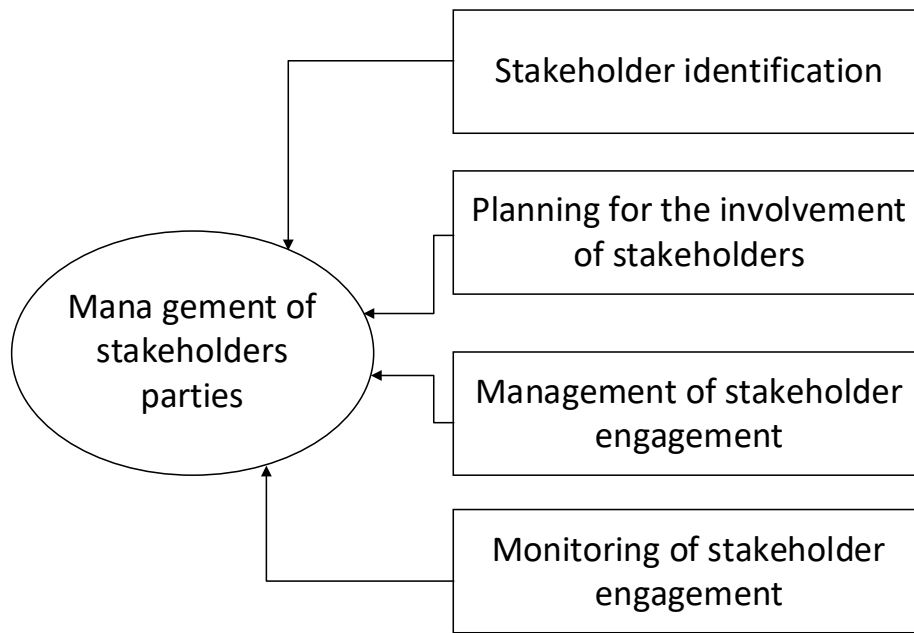 Stakeholder identification
Planning for the involvement
of stakeholders
Mana gement of
stakeholders
parties
Management of stakeholder
engagement
Monitoring of stakeholder
engagement